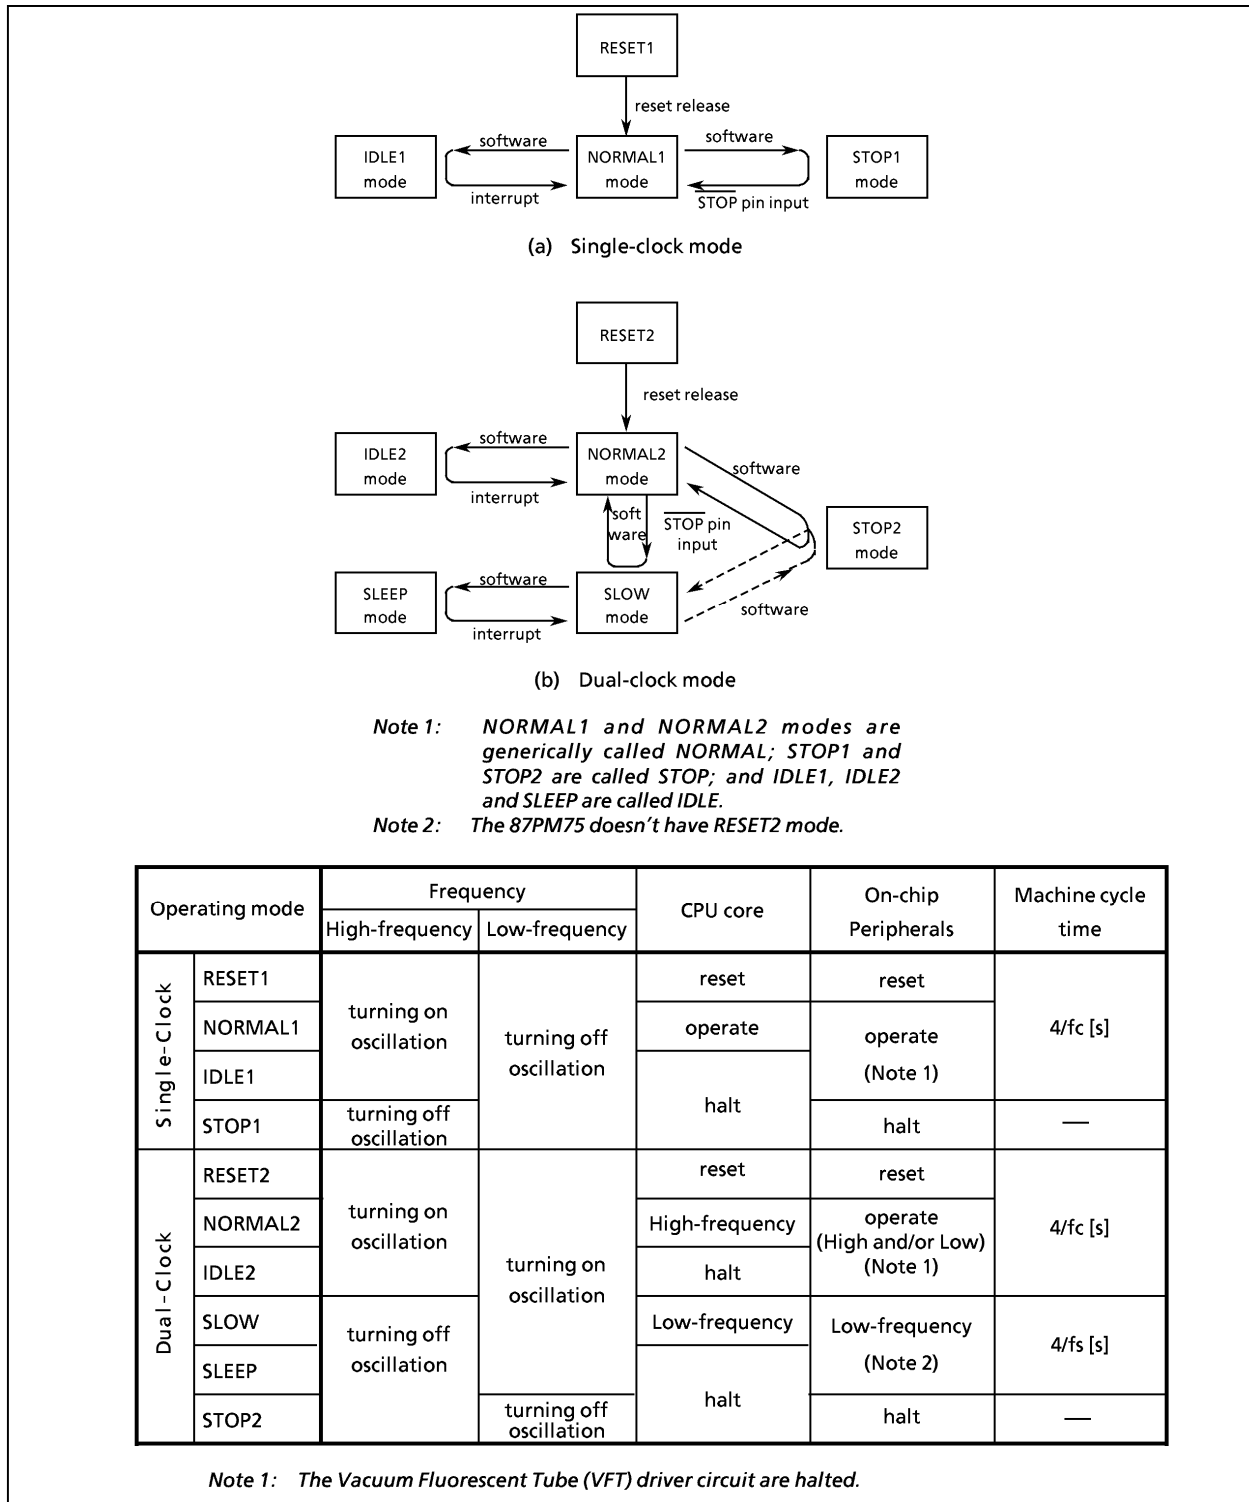 RESET1
reset release
IDLE1
mode
software
interrupt
NORMAL1
mode
software
STOP pin input
STOP1
mode
(a) Single-clock mode
RESET2
reset release
IDLE2
mode
software
interrupt
NORMAL2
mode
software
soft
ware
STOP pin
input
STOP2
mode
SLEEP
mode
software
interrupt
SLOW
mode
software
(b) Dual-clock mode
Note 1: NORMAL1 and NORMAL2 modes are
generically called NORMAL; STOP1 and
STOP2 are called STOP; and IDLE1, IDLE2
and SLEEP are called IDLE.
Note 2: The 87PM75 doesn't have RESET2 mode.
Operating mode
Frequency
High-frequency
Low-frequency
CPU core
On-chip
Peripherals
Machine cycle
time
Single-Clock
RESET1
NORMAL1
IDLE1
STOP1
turning on
oscillation
turning off
oscillation
turning off
oscillation
reset
operate
halt
reset
operate
(Note 1)
halt
4/fc [s]
—
Dual-Clock
RESET2
NORMAL2
IDLE2
SLOW
SLEEP
STOP2
turning on
oscillation
turning off
oscillation
turning on
oscillation
turning off
oscillation
reset
High-frequency
halt
Low-frequency
halt
reset
operate
(High and/or Low)
(Note 1)
Low-frequency
(Note 2)
halt
4/fc [s]
4/fs [s]
—
Note 1: The Vacuum Fluorescent Tube (VFT) driver circuit are halted.